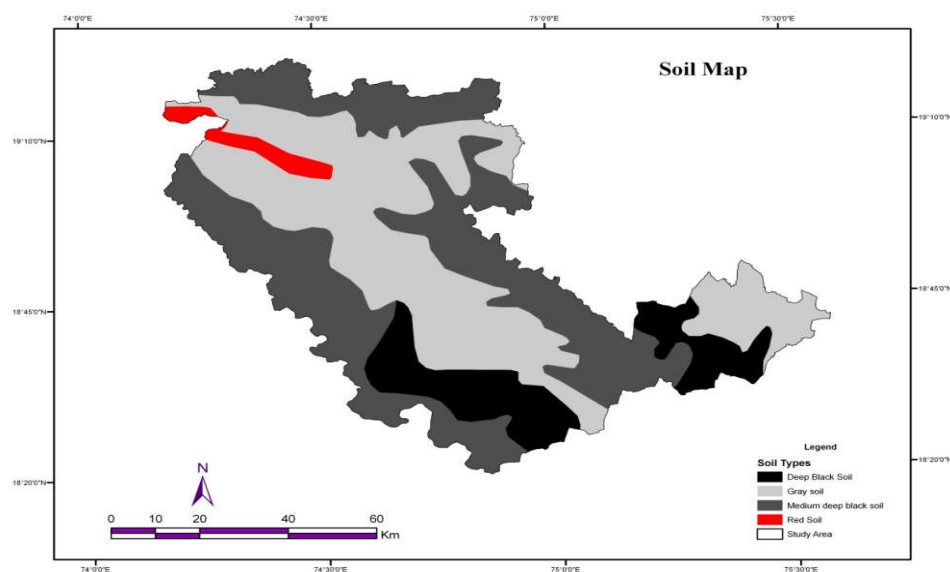 74°0'0"E 74°30'0"E 75°0'0"E 75°30'0"E
Soil Map
19°10'0"N 19°10'0"N
18°45'0"N 18°45'0"N
18°20'0"N 18°20'0"N
Legend
Soil Types
Deep Black Soil
Gray soil
Medium deep black soil
Red Soil
Study Area
N
0 10 20 40 60
Km
74°0'0"E 74°30'0"E 75°0'0"E 75°30'0"E